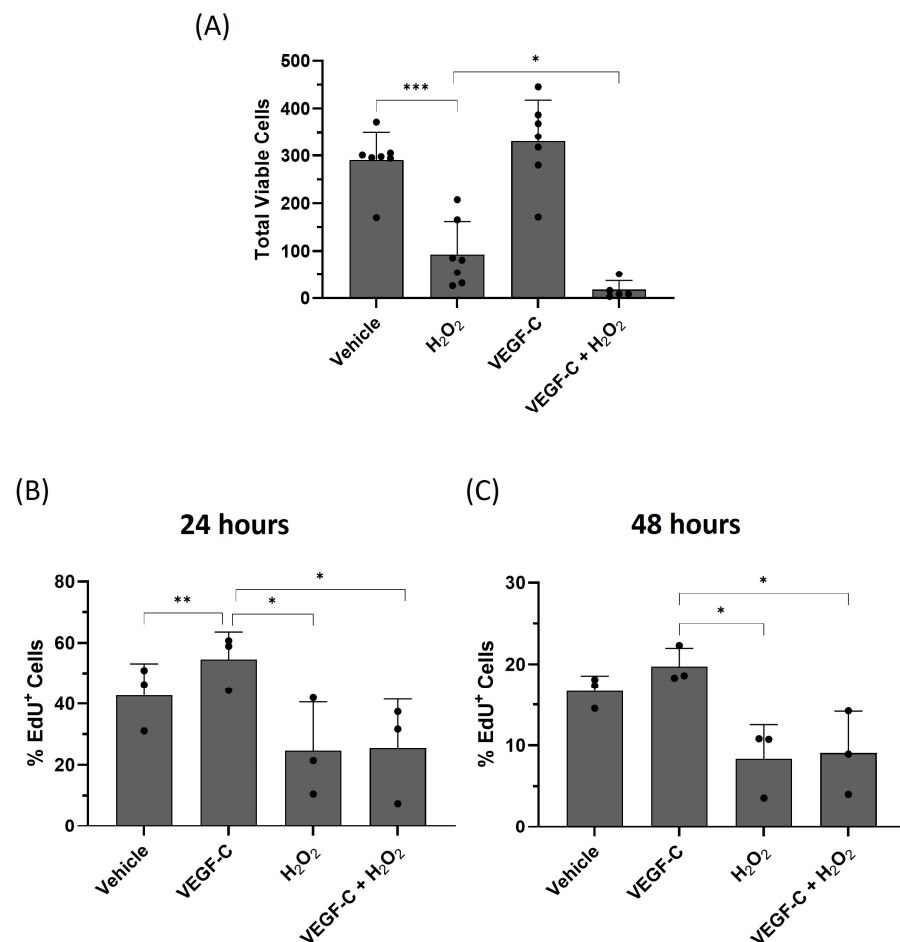 (A)
Total Viable Cells
500
400
300
200
100
0
***
*
Vehicle
H₂O₂
VEGF-C
VEGF-C + H₂O₂
(B)
24 hours
% EdU⁺ Cells
80
60
40
20
0
**
*
*
Vehicle
VEGF-C
H₂O₂
VEGF-C + H₂O₂
(C)
48 hours
% EdU⁺ Cells
30
20
10
0
*
*
Vehicle
VEGF-C
H₂O₂
VEGF-C + H₂O₂